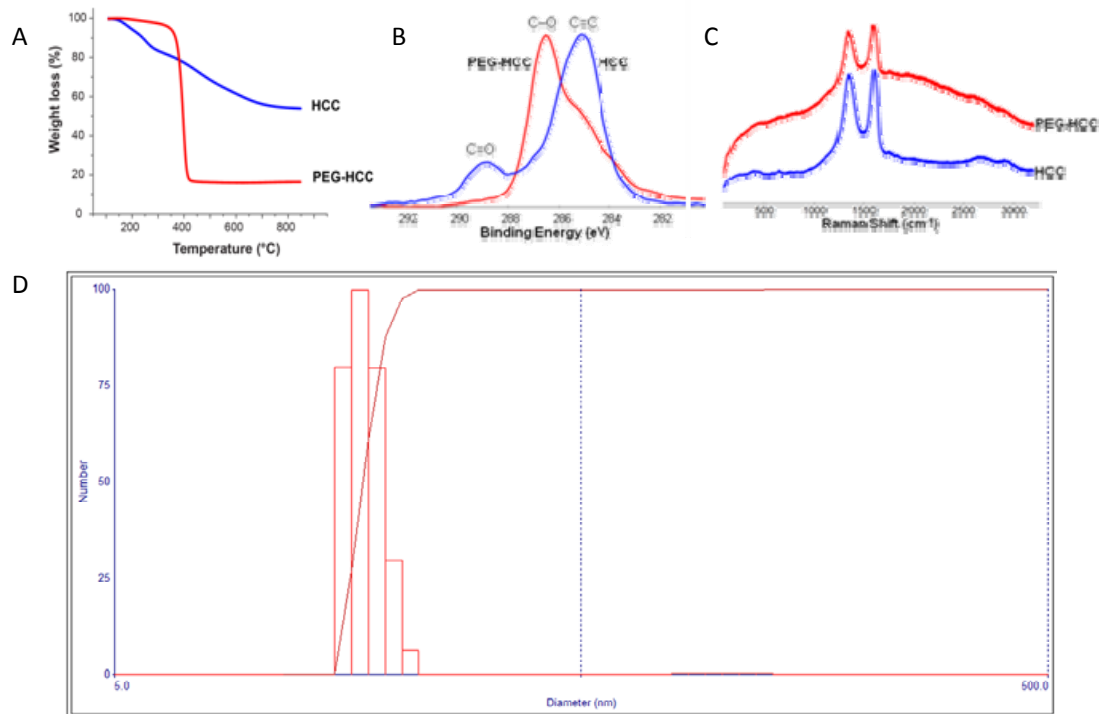 A
100
80
60
40
20
0
Weight loss (%)
HCC
PEG-HCC
200 400 600 800
Temperature (°C)
B
C–O C=C
PEG-HCC HCC
C=O
292 290 288 286 284 282
Binding Energy (eV)
C
PEG-HCC
HCC
500 1000 1500 2000 2500 3000
Raman Shift (cm⁻¹)
D
100
75
50
25
0
Number
5.0 500.0
Diameter (nm)